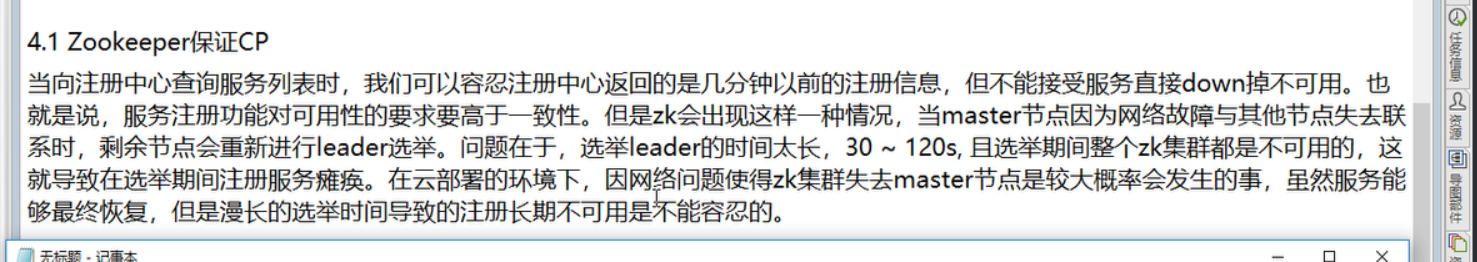 4.1 Zookeeper保证CP
当向注册中心查询服务列表时，我们可以容忍注册中心返回的是几分钟以前的注册信息，但不能接受服务直接down掉不可用。也
就是说，服务注册功能对可用性的要求要高于一致性。但是zk会出现这样一种情况，当master节点因为网络故障与其他节点失去联
系时，剩余节点会重新进行leader选举。问题在于，选举leader的时间太长，30 ~ 120s, 且选举期间整个zk集群都是不可用的，这
就导致在选举期间注册服务瘫痪。在云部署的环境下，因网络问题使得zk集群失去master节点是较大概率会发生的事，虽然服务能
够最终恢复，但是漫长的选举时间导致的注册长期不可用是不能容忍的。
无标题 - 记事本
任务信息
资源